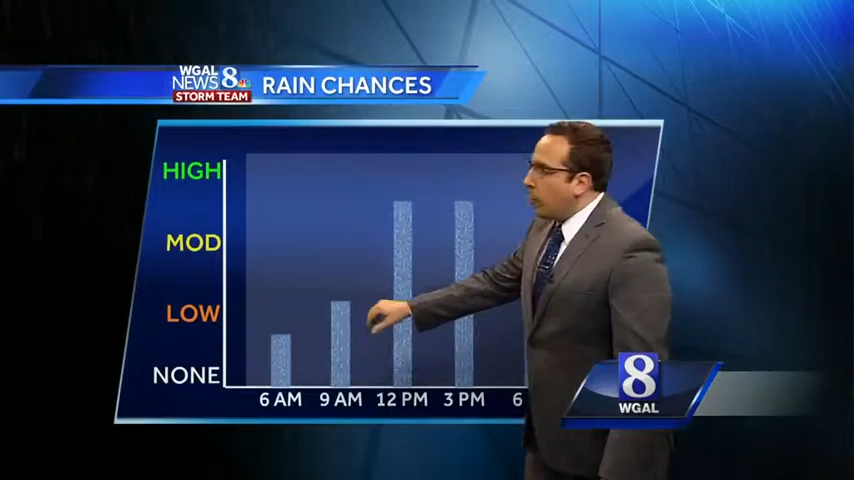 WGAL
NEWS 8
STORM TEAM
RAIN CHANCES
HIGH
MOD
LOW
NONE
6 AM 9 AM 12 PM 3 PM 6
8
WGAL